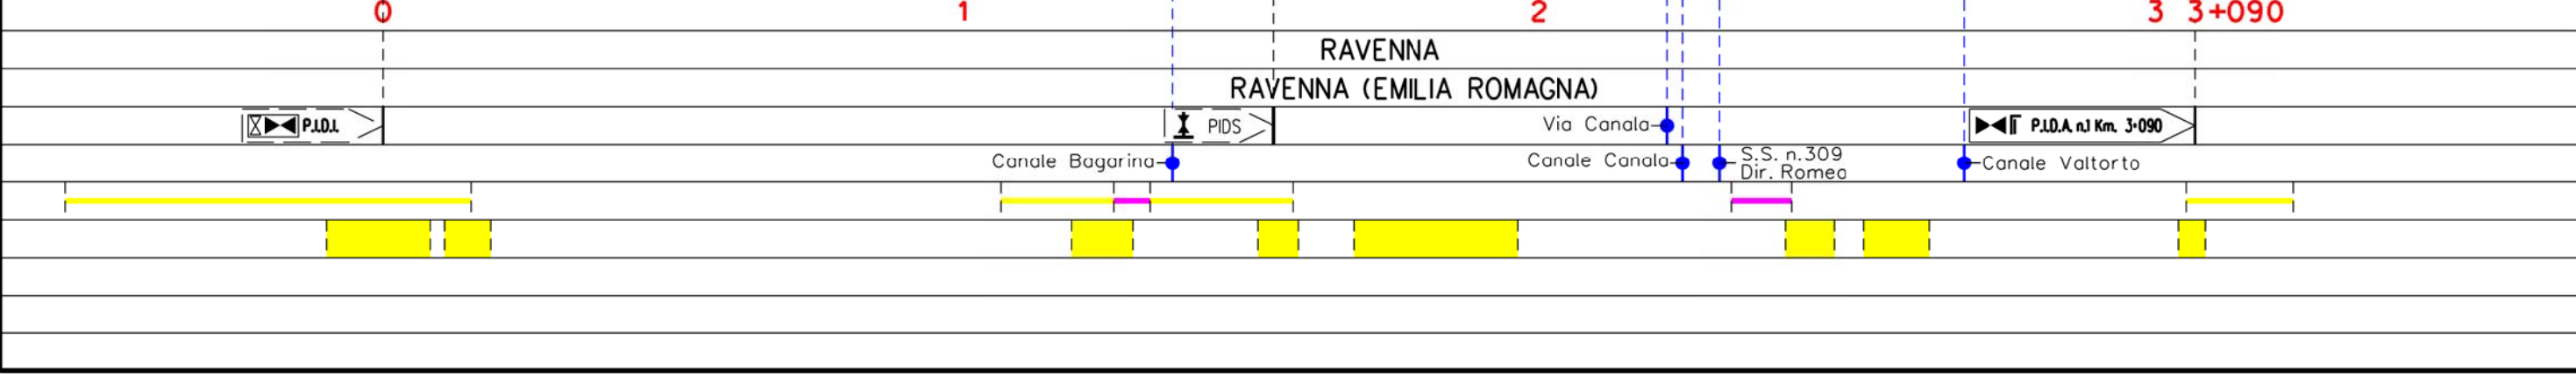 0 1 2 3 3+090
RAVENNA
RAVENNA (EMILIA ROMAGNA)
P.I.D.I. PIDS Via Canala P.I.D.A. n.1 Km. 3+090
Canale Bagarina Canale Canala S.S. n.309 Canale Valtorto
Dir. Romea